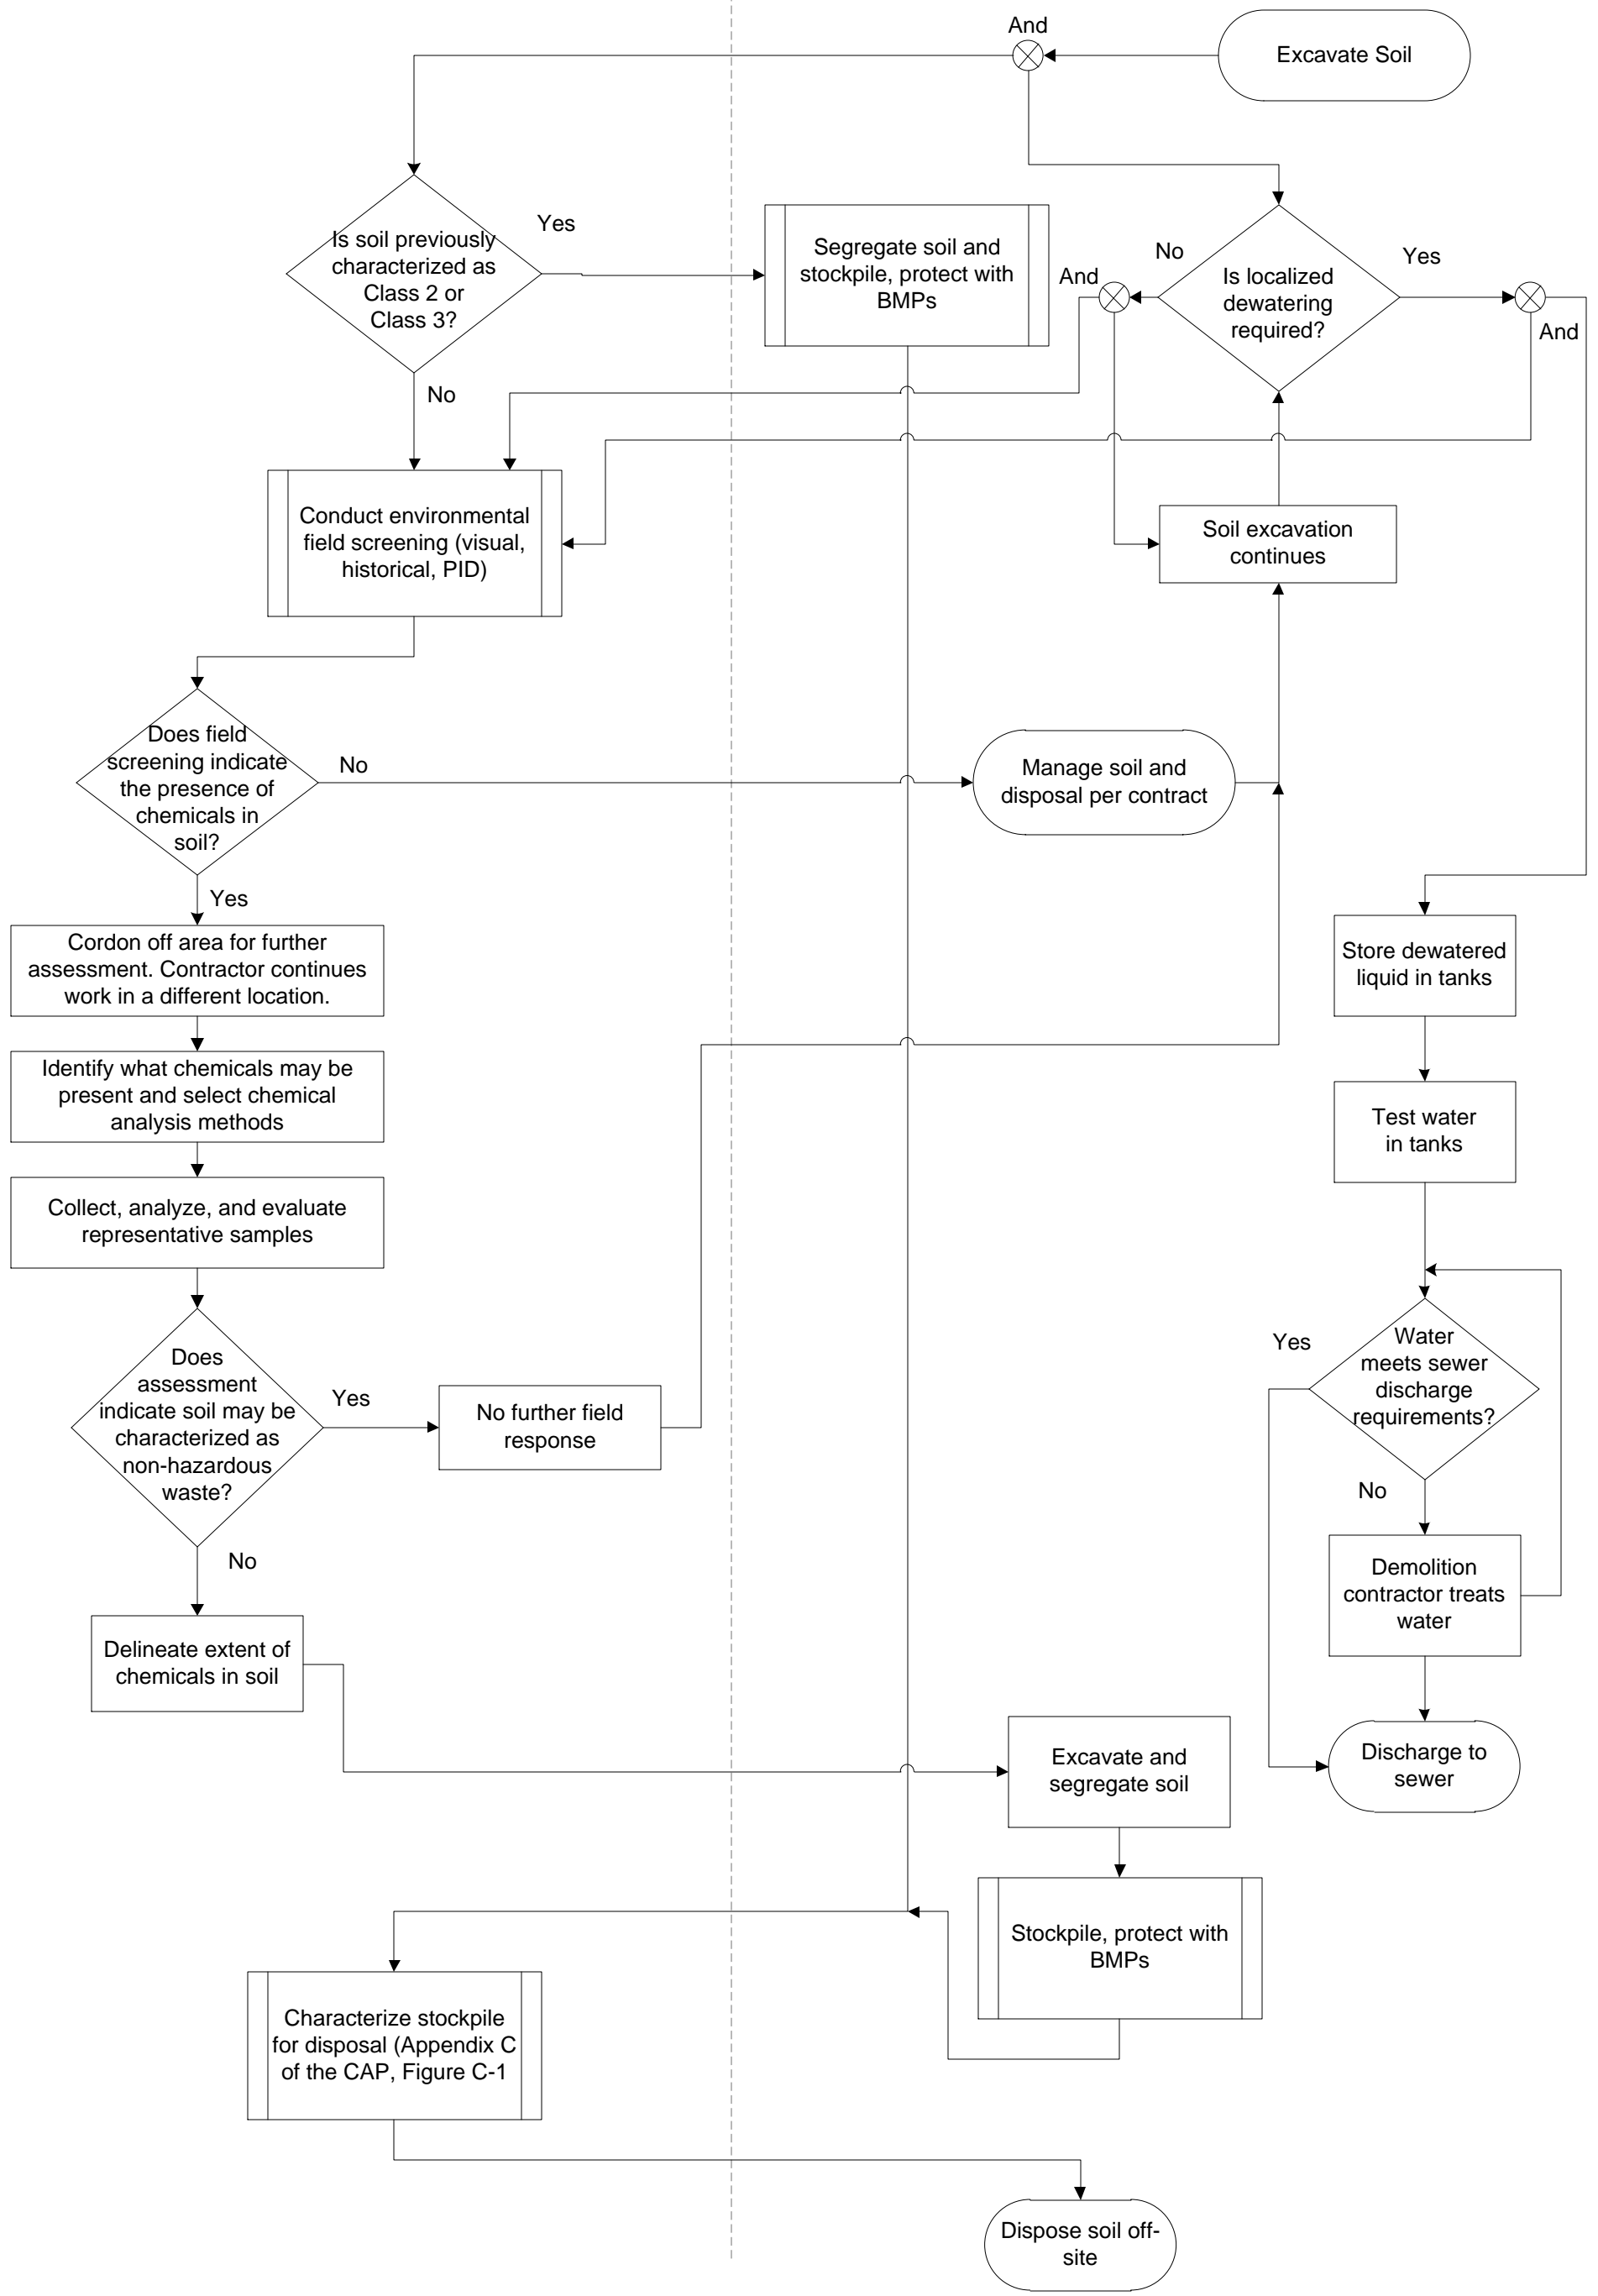 And
Excavate Soil
Is soil previously
characterized as
Class 2 or
Class 3?
Yes
No
Segregate soil and
stockpile, protect with
BMPs
And
No
Is localized
dewatering
required?
Yes
And
Conduct environmental
field screening (visual,
historical, PID)
Soil excavation
continues
Does field
screening indicate
the presence of
chemicals in
soil?
No
Yes
Manage soil and
disposal per contract
Cordon off area for further
assessment. Contractor continues
work in a different location.
Store dewatered
liquid in tanks
Identify what chemicals may be
present and select chemical
analysis methods
Test water
in tanks
Collect, analyze, and evaluate
representative samples
Does
assessment
indicate soil may be
characterized as
non-hazardous
waste?
Yes
No
No further field
response
Yes
Water
meets sewer
discharge
requirements?
No
Demolition
contractor treats
water
Delineate extent of
chemicals in soil
Excavate and
segregate soil
Discharge to
sewer
Stockpile, protect with
BMPs
Characterize stockpile
for disposal (Appendix C
of the CAP, Figure C-1
Dispose soil off-
site